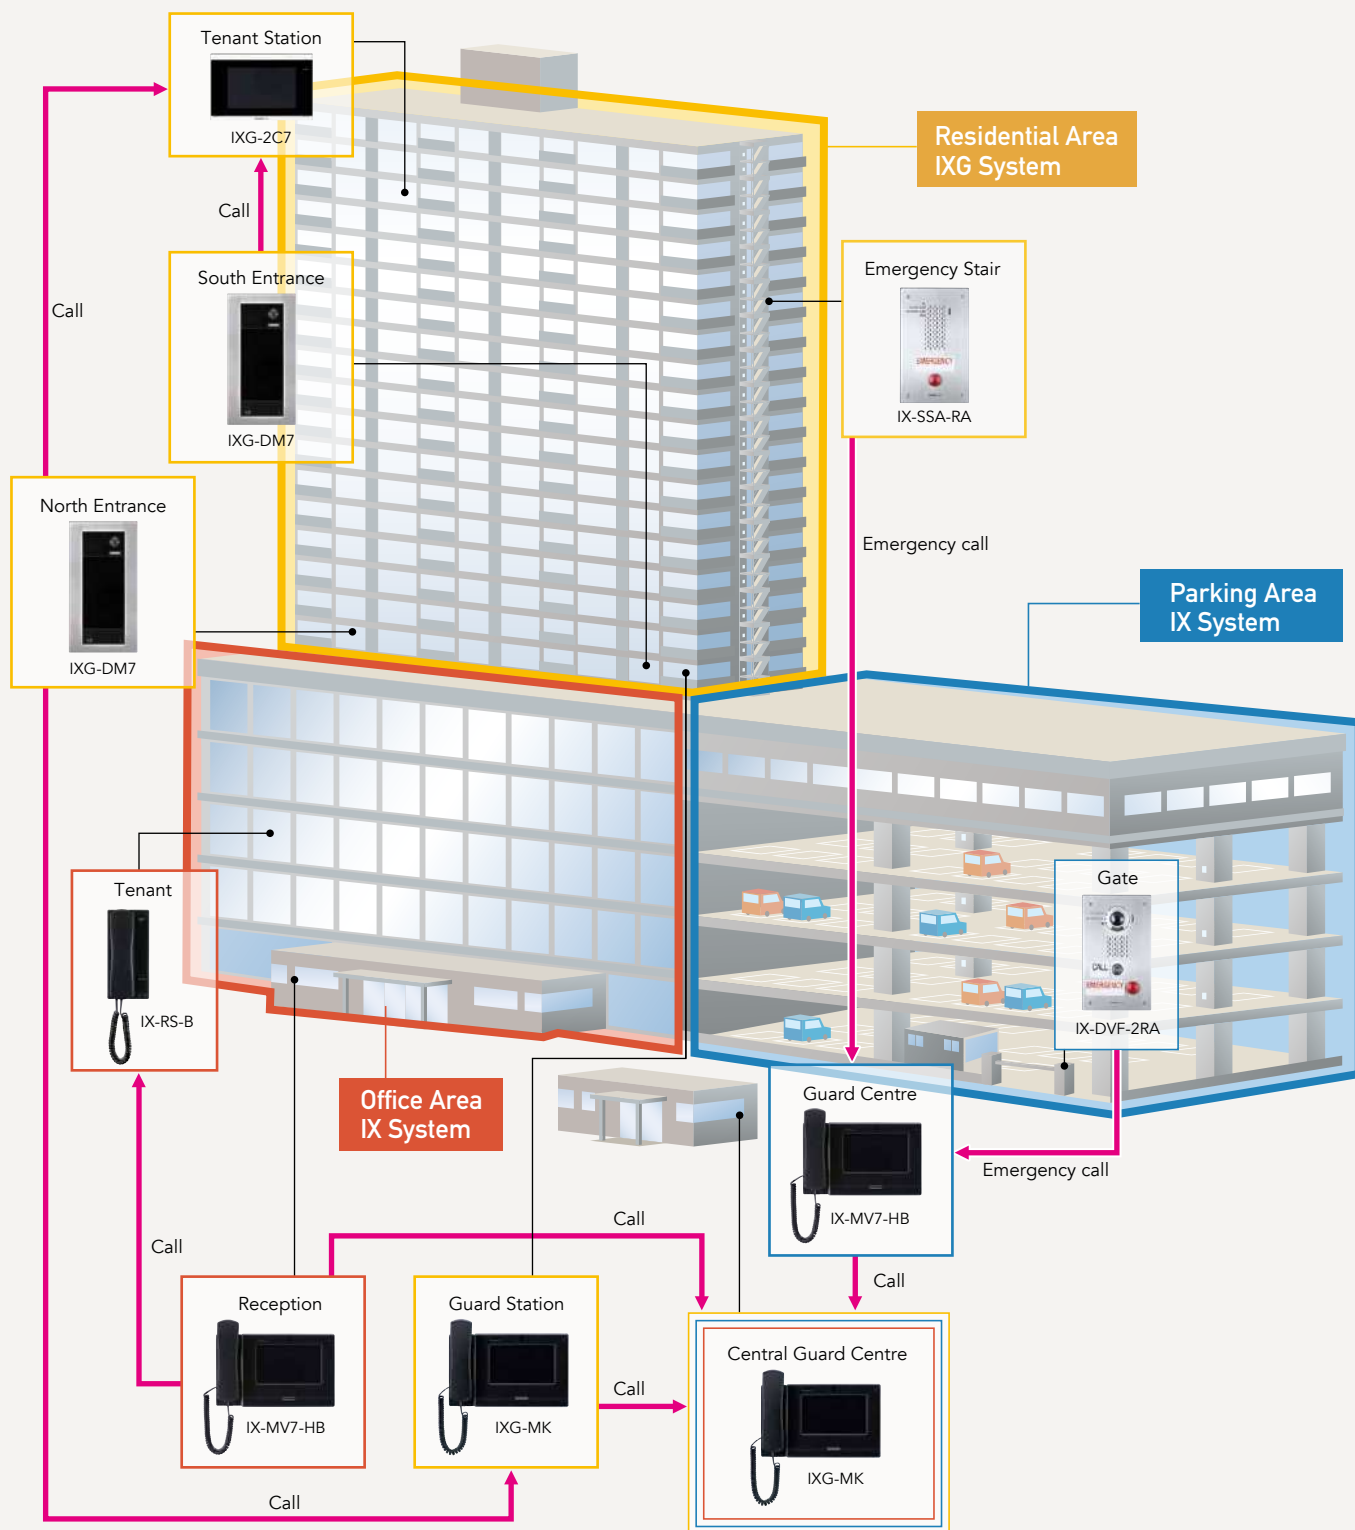 Tenant Station
IXG-2C7
Residential Area
IXG System
Call
South Entrance
IXG-DM7
Emergency Stair
EMERGENCY
IX-SSA-RA
Call
North Entrance
IXG-DM7
Emergency call
Parking Area
IX System
Gate
CALL
EMERGENCY
IX-DVF-2RA
Tenant
IX-RS-B
Office Area
IX System
Guard Centre
IX-MV7-HB
Emergency call
Call
Call
Call
Reception
IX-MV7-HB
Guard Station
IXG-MK
Call
Central Guard Centre
IXG-MK
Call